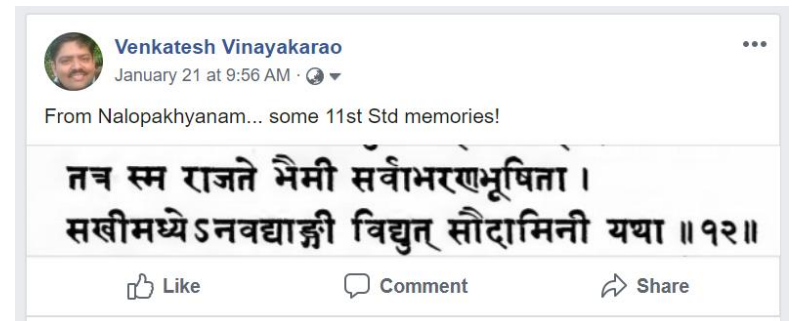 Venkatesh Vinayakarao
January 21 at 9:56 AM ·
From Nalopakhyanam... some 11st Std memories!
तत्र स्म राजते भैमी सर्वाभरणभूषिता ।
सखीमध्येऽनवद्याङ्गी विद्युत् सौदामिनी यथा ॥१२॥
Like Comment Share